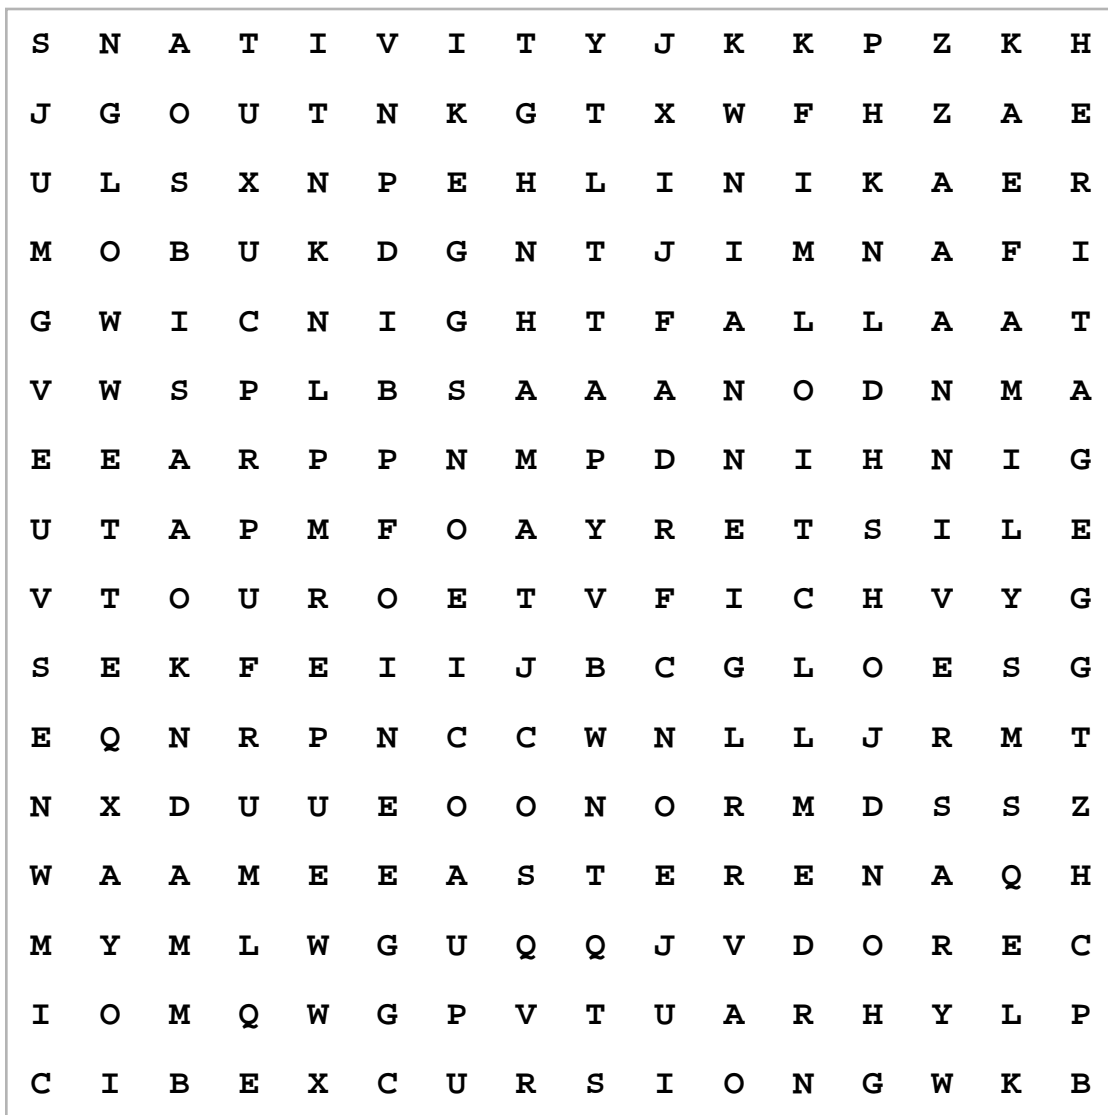 S N A T I V I T Y J K K P Z K H
J G O U T N K G T X W F H Z A E
U L S X N P E H L I N I K A E R
M O B U K D G N T J I M N A F I
G W I C N I G H T F A L L A A T
V W S P L B S A A A N O D N M A
E E A R P P N M P D N I H N I G
U T A P M F O A Y R E T S I L E
V T O U R O E T V F I C H V Y G
S E K F E I I J B C G L O E S G
E Q N R P N C C W N L L J R M T
N X D U U E O O N O R M D S S Z
W A A M E E A S T E R E N A Q H
M Y M L W G U Q Q J V D O R E C
I O M Q W G P V T U A R H Y L P
C I B E X C U R S I O N G W K B